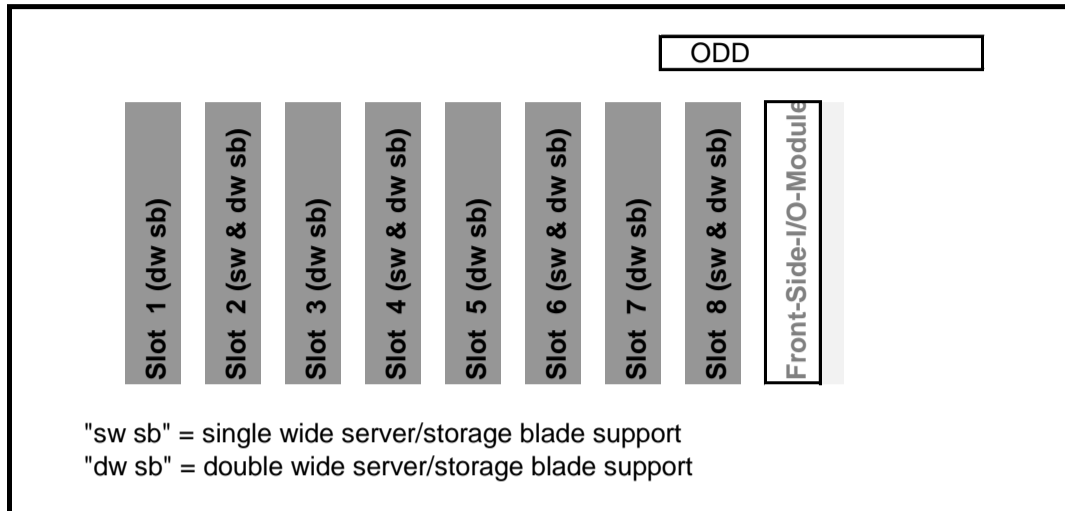 ODD
Slot 1 (dw sb)
Slot 2 (sw & dw sb)
Slot 3 (dw sb)
Slot 4 (sw & dw sb)
Slot 5 (dw sb)
Slot 6 (sw & dw sb)
Slot 7 (dw sb)
Slot 8 (sw & dw sb)
Front-Side-I/O-Module
"sw sb" = single wide server/storage blade support
"dw sb" = double wide server/storage blade support